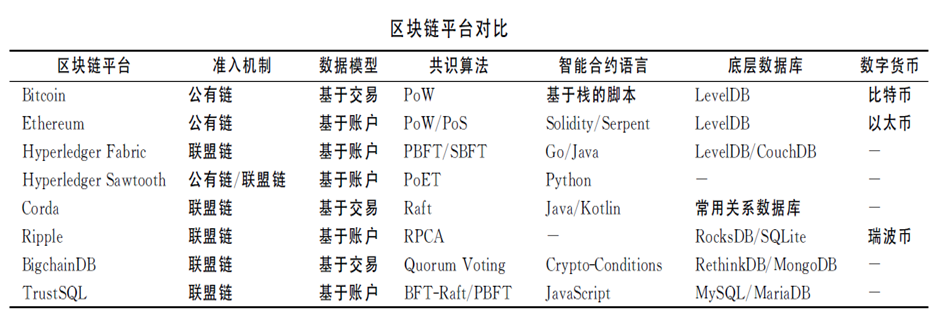 区块链平台对比
区块链平台 准入机制 数据模型 共识算法 智能合约语言 底层数据库 数字货币
Bitcoin 公有链 基于交易 PoW 基于栈的脚本 LevelDB 比特币
Ethereum 公有链 基于账户 PoW/PoS Solidity/Serpent LevelDB 以太币
Hyperledger Fabric 联盟链 基于账户 PBFT/SBFT Go/Java LevelDB/CouchDB —
Hyperledger Sawtooth 公有链/联盟链 基于账户 PoET Python — —
Corda 联盟链 基于交易 Raft Java/Kotlin 常用关系数据库 —
Ripple 联盟链 基于账户 RPCA — RocksDB/SQLite 瑞波币
BigchainDB 联盟链 基于交易 Quorum Voting Crypto-Conditions RethinkDB/MongoDB —
TrustSQL 联盟链 基于账户 BFT-Raft/PBFT JavaScript MySQL/MariaDB —